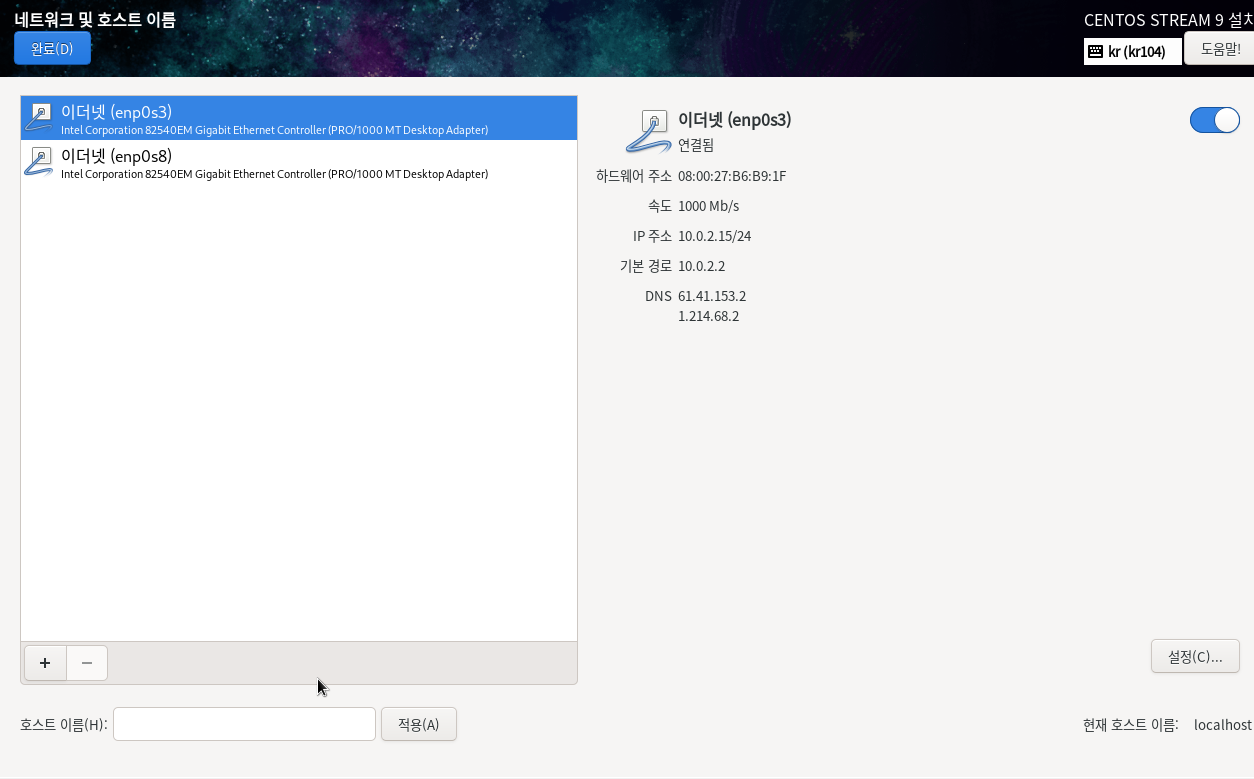 네트워크 및 호스트 이름
CENTOS STREAM 9 설치
완료(D)
kr (kr104)
도움말!
이더넷 (enp0s3)
Intel Corporation 82540EM Gigabit Ethernet Controller (PRO/1000 MT Desktop Adapter)
이더넷 (enp0s8)
Intel Corporation 82540EM Gigabit Ethernet Controller (PRO/1000 MT Desktop Adapter)
이더넷 (enp0s3)
연결됨
하드웨어 주소 08:00:27:B6:B9:1F
속도 1000 Mb/s
IP 주소 10.0.2.15/24
기본 경로 10.0.2.2
DNS 61.41.153.2
1.214.68.2
+ −
설정(C)...
호스트 이름(H):
적용(A)
현재 호스트 이름: localhost